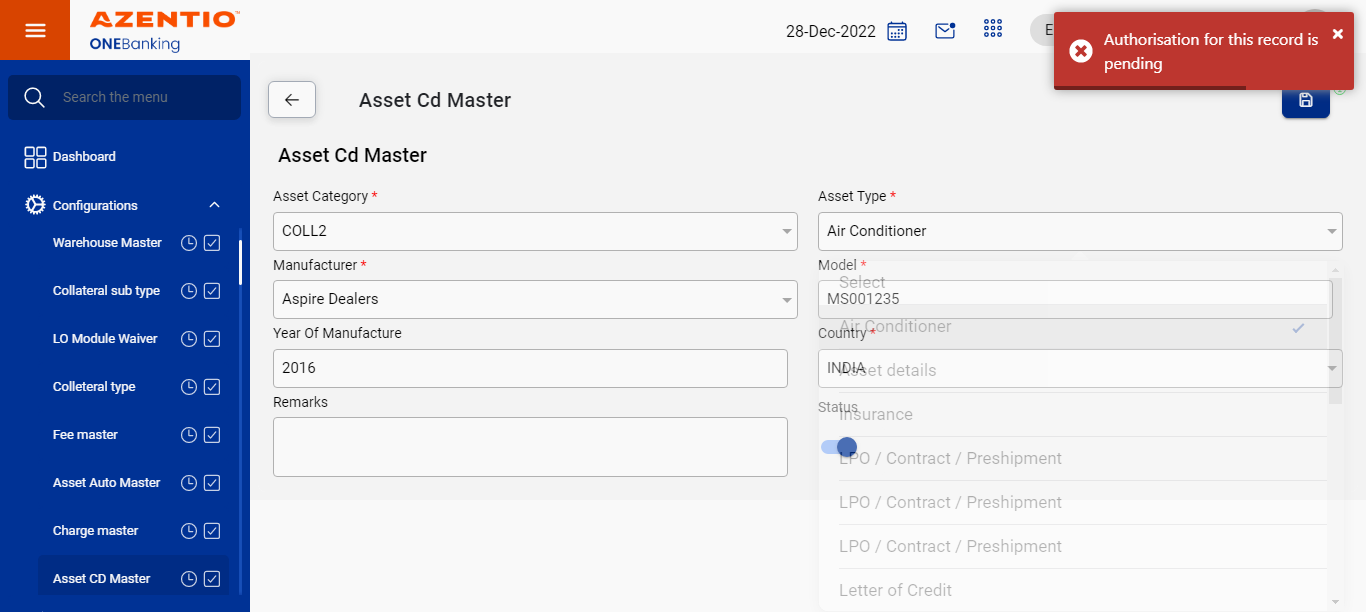 AZENTIO™
ONEBanking
28-Dec-2022
E
Authorisation for this record is
pending
Search the menu
Dashboard
Configurations
Warehouse Master
Collateral sub type
LO Module Waiver
Colleteral type
Fee master
Asset Auto Master
Charge master
Asset CD Master
Asset Cd Master
Asset Cd Master
Asset Category *
COLL2
Asset Type *
Air Conditioner
Manufacturer *
Aspire Dealers
Model *
MS001235
Year Of Manufacture
2016
Country *
INDIA
Remarks
Status
Select
Air Conditioner
Asset details
Insurance
LPO / Contract / Preshipment
LPO / Contract / Preshipment
LPO / Contract / Preshipment
Letter of Credit